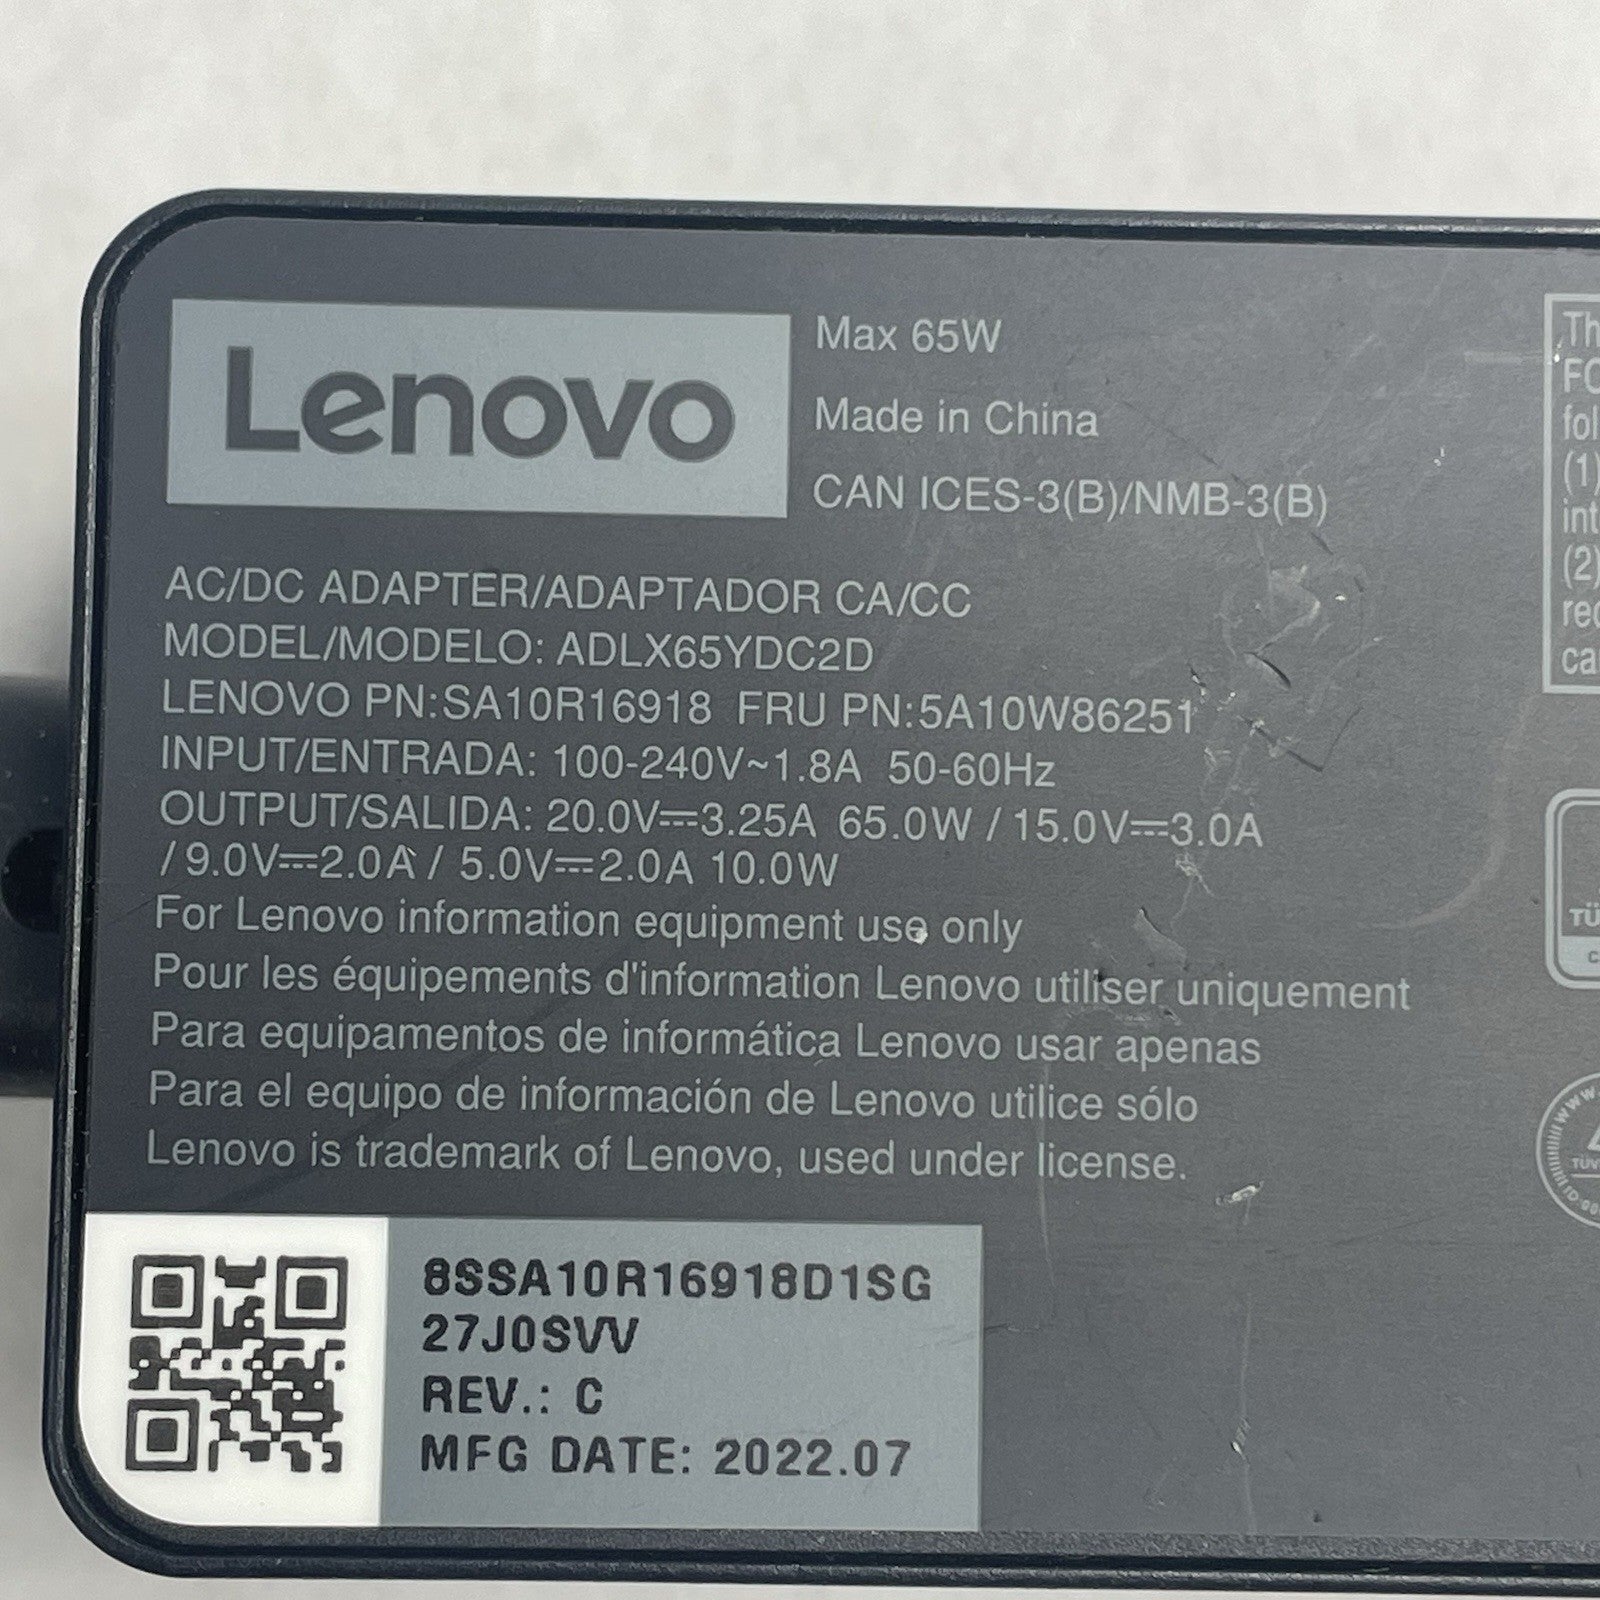 Lenovo
Max 65W
Made in China
CAN ICES-3(B)/NMB-3(B)
AC/DC ADAPTER/ADAPTADOR CA/CC
MODEL/MODELO: ADLX65YDC2D
LENOVO PN:SA10R16918 FRU PN:5A10W86251
INPUT/ENTRADA: 100-240V~1.8A 50-60Hz
OUTPUT/SALIDA: 20.0V⎓3.25A 65.0W / 15.0V⎓3.0A
/ 9.0V⎓2.0A / 5.0V⎓2.0A 10.0W
For Lenovo information equipment use only
Pour les équipements d'information Lenovo utiliser uniquement
Para equipamentos de informática Lenovo usar apenas
Para el equipo de información de Lenovo utilice sólo
Lenovo is trademark of Lenovo, used under license.
8SSA10R16918D1SG
27J0SVV
REV.: C
MFG DATE: 2022.07
(1)
(2)